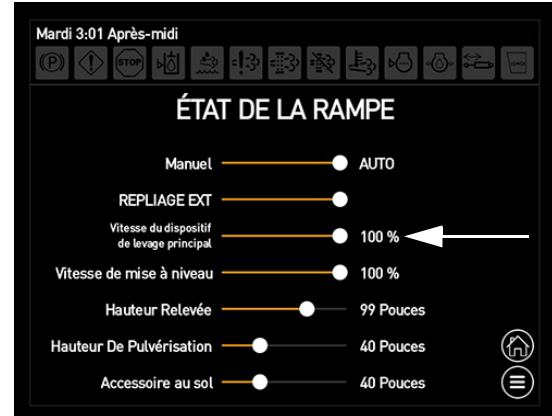 Mardi 3:01 Après-midi
(P) STOP
ÉTAT DE LA RAMPE
Manuel AUTO
REPLIAGE EXT
Vitesse du dispositif
de levage principal 100 %
Vitesse de mise à niveau 100 %
Hauteur Relevée 99 Pouces
Hauteur De Pulvérisation 40 Pouces
Accessoire au sol 40 Pouces